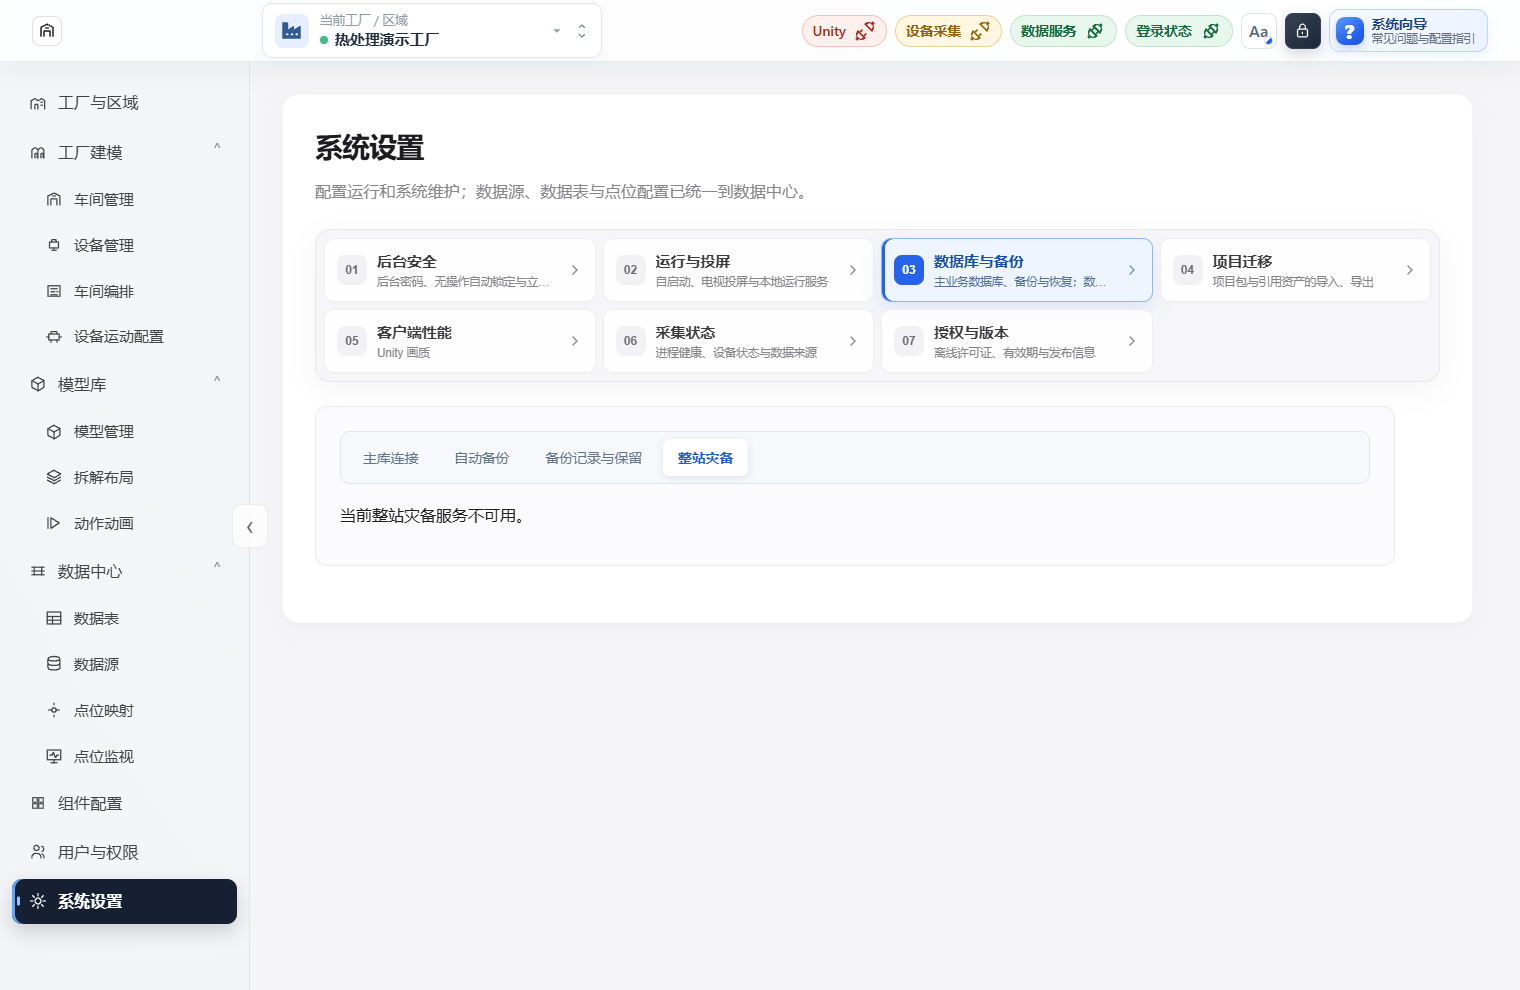 当前工厂 / 区域
热处理演示工厂
Unity
设备采集
数据服务
登录状态
Aa
?
系统向导
常见问题与配置指引
工厂与区域
工厂建模
车间管理
设备管理
车间编排
设备运动配置
模型库
模型管理
拆解布局
动作动画
数据中心
数据表
数据源
点位映射
点位监视
组件配置
用户与权限
系统设置
系统设置
配置运行和系统维护；数据源、数据表与点位配置已统一到数据中心。
01
后台安全
后台密码、无操作自动锁定与立...
02
运行与投屏
自启动、电视投屏与本地运行服务
03
数据库与备份
主业务数据库、备份与恢复；数...
04
项目迁移
项目包与引用资产的导入、导出
05
客户端性能
Unity 画质
06
采集状态
进程健康、设备状态与数据来源
07
授权与版本
离线许可证、有效期与发布信息
主库连接
自动备份
备份记录与保留
整站灾备
当前整站灾备服务不可用。